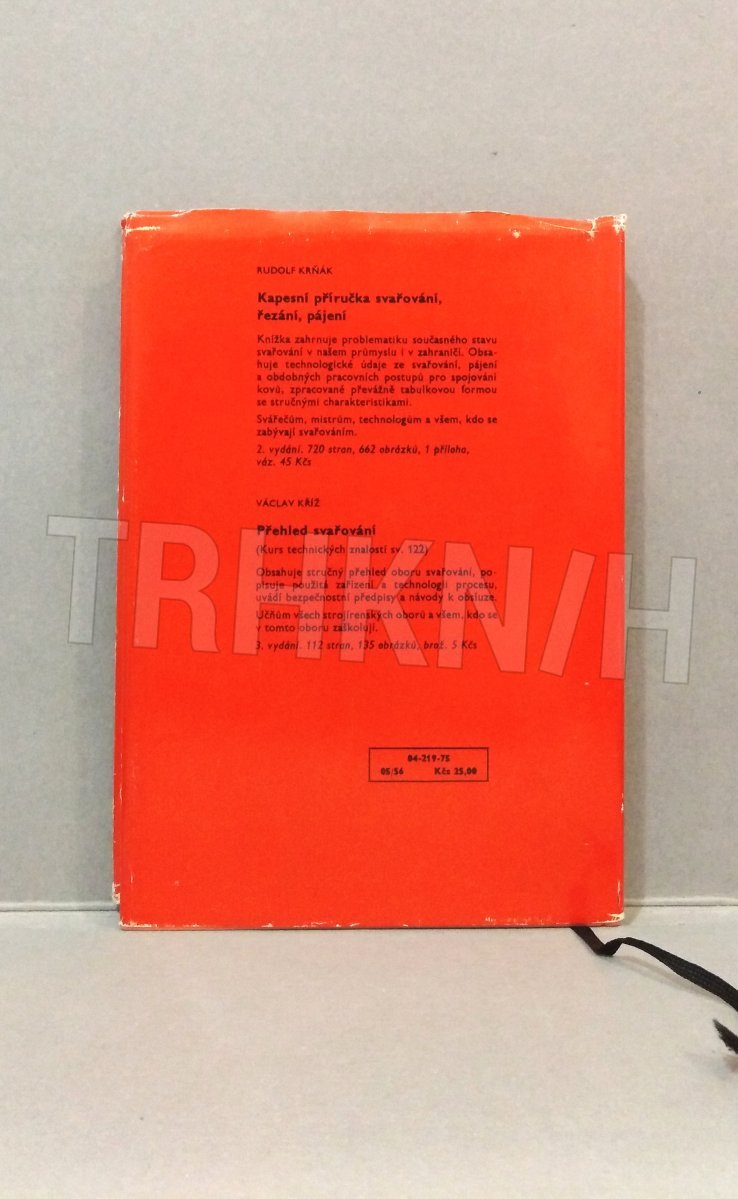 RUDOLF KRŇÁK
Kapesní příručka svařování,
řezání, pájení
Knížka zahrnuje problematiku současného stavu
svařování v našem průmyslu i v zahraničí. Obsa-
huje technologické údaje ze svařování, pájení
a obdobných pracovních postupů pro spojování
kovů, zpracované převážně tabulkovou formou
se stručnými charakteristikami.
Svářečům, mistrům, technologům a všem, kdo se
zabývají svařováním.
2. vydání. 720 stran, 662 obrázků, 1 příloha,
váz. 45 Kčs
VÁCLAV KŘÍŽ
Přehled svařování
(Kurs technických znalostí sv. 122)
Obsahuje stručný přehled oboru svařování, po-
pisuje použitá zařízení a technologii procesu,
uvádí bezpečnostní předpisy a návody k obsluze.
Učňům všech strojírenských oborů a všem, kdo se
v tomto oboru zaškolují.
3. vydání. 112 stran, 135 obrázků, brož. 5 Kčs
TRHKNIH
04-219-75
05/56 Kčs 25,00